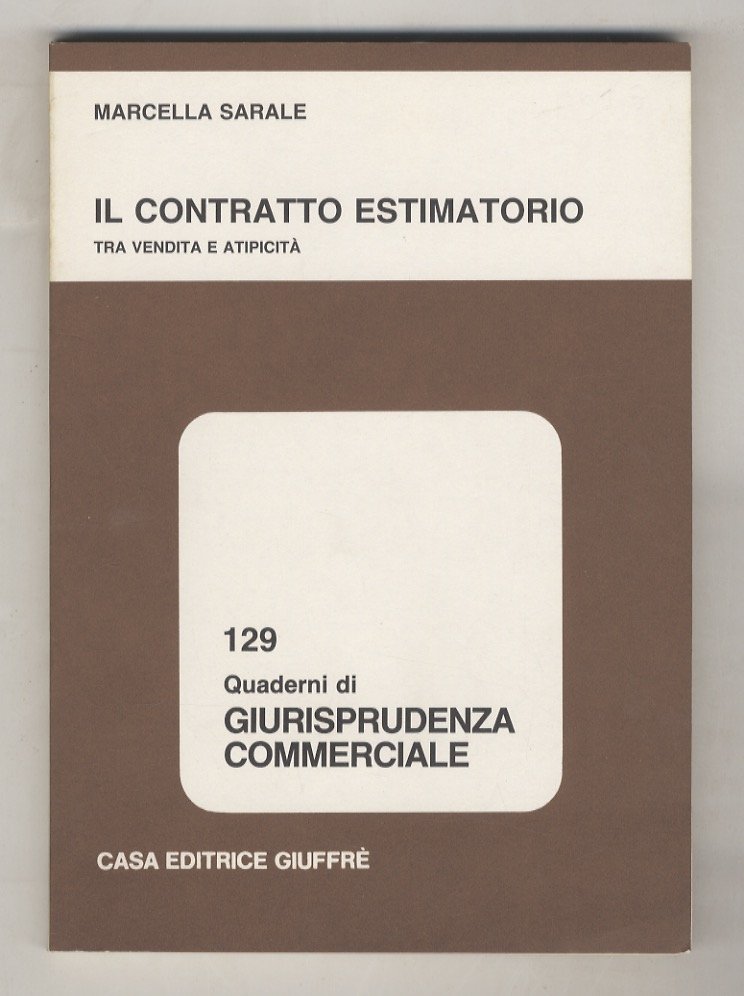 MARCELLA SARALE
IL CONTRATTO ESTIMATORIO
TRA VENDITA E ATIPICITÀ
129
Quaderni di
GIURISPRUDENZA
COMMERCIALE
CASA EDITRICE GIUFFRÈ